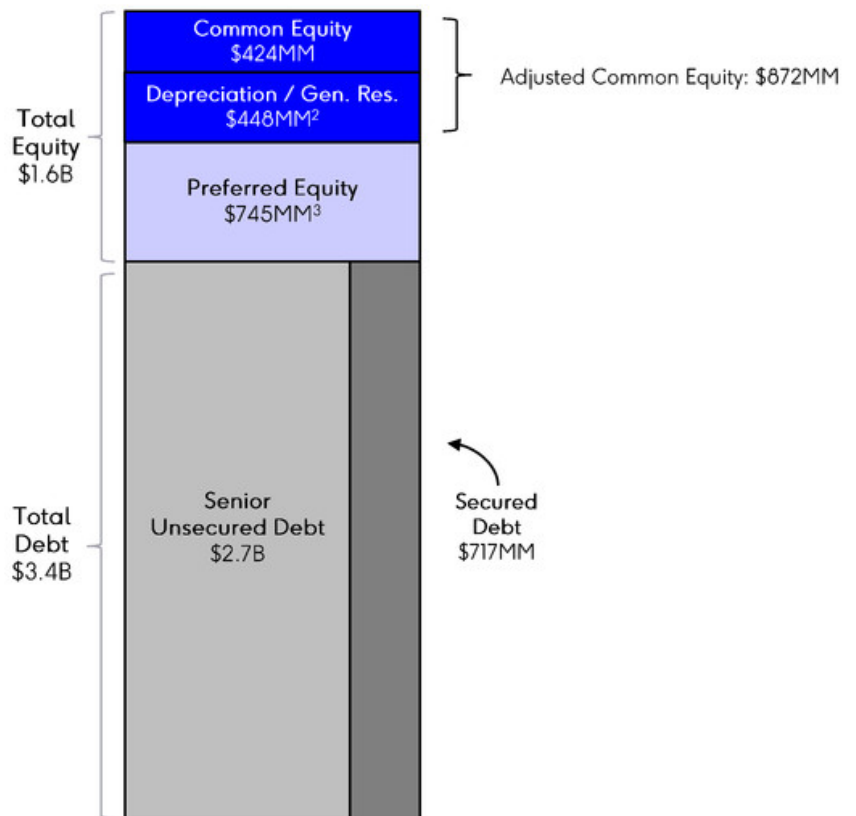 Common Equity
$424MM
Adjusted Common Equity: $872MM
Depreciation / Gen. Res.
$448MM²
Total
Equity
$1.6B
Preferred Equity
$745MM³
Senior
Unsecured Debt
$2.7B
Secured
Debt
$717MM
Total
Debt
$3.4B